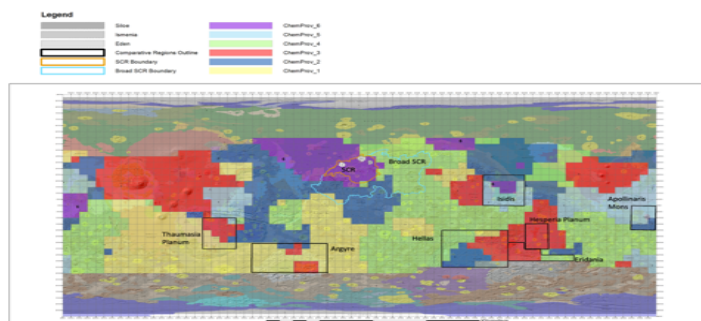 Legend
Siloe
Ismenia
Eden
Comparative Regions Outline
SCR Boundary
Broad SCR Boundary
ChemProv_6
ChemProv_5
ChemProv_4
ChemProv_3
ChemProv_2
ChemProv_1
SCR
Broad SCR
Isidis
Apollinaris
Mons
Hesperia Planum
Thaumasia
Planum
Hellas
Argyre
Eridania